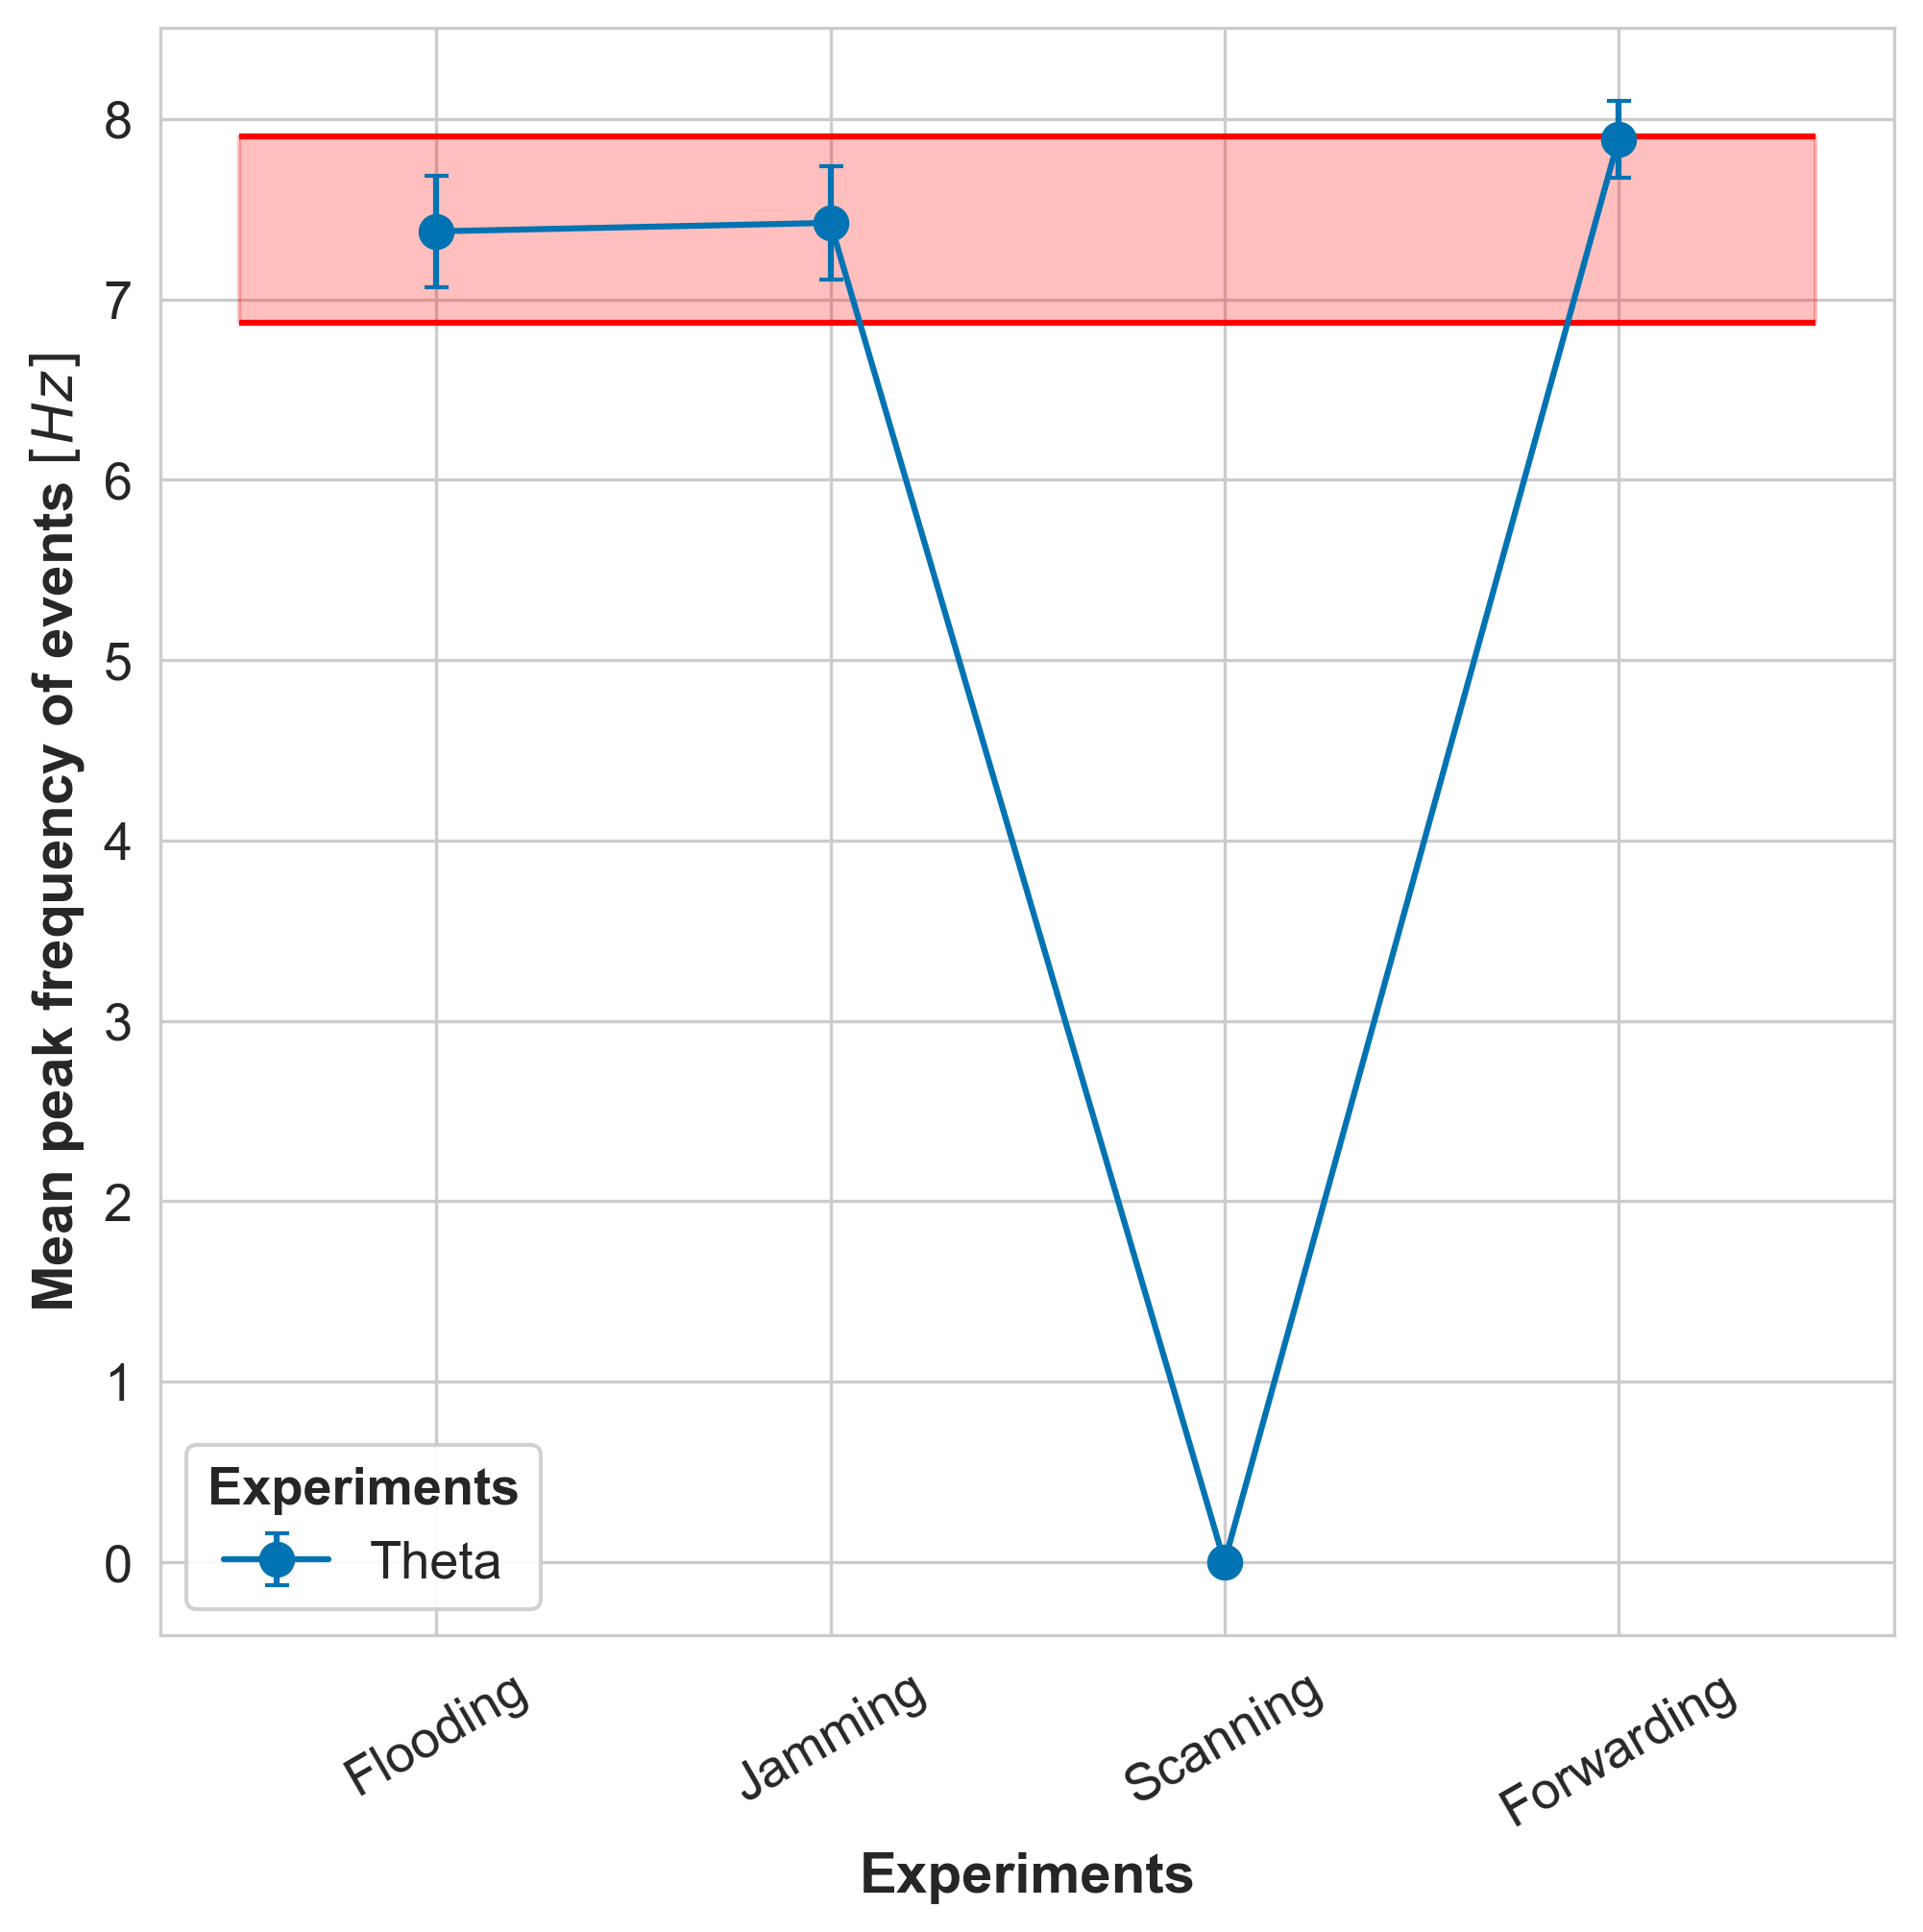 Mean peak frequency of events [Hz]
8
7
6
5
4
3
2
1
0
Experiments
Theta
Flooding
Jamming
Scanning
Forwarding
Experiments